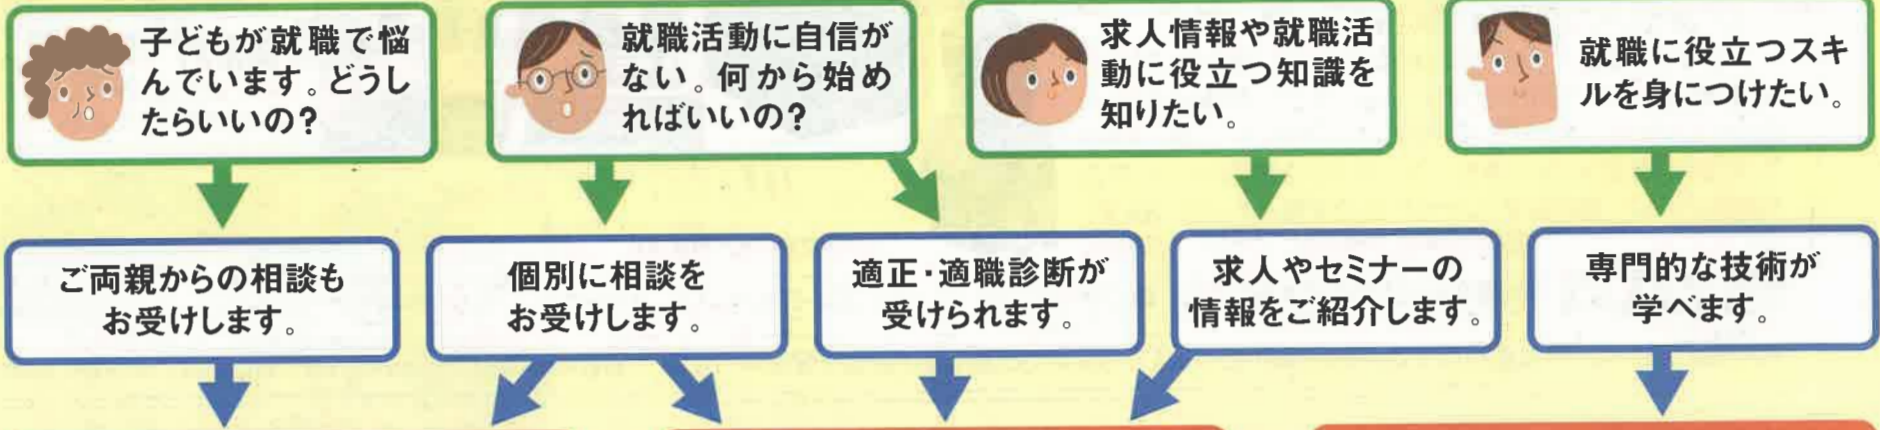 子どもが就職で悩
んでいます。どうし
たらいいの？
就職活動に自信が
ない。何から始め
ればいいの？
求人情報や就職活
動に役立つ知識を
知りたい。
就職に役立つスキ
ルを身につけたい。
ご両親からの相談も
お受けします。
個別に相談を
お受けします。
適正・適職診断が
受けられます。
求人やセミナーの
情報をご紹介します。
専門的な技術が
学べます。